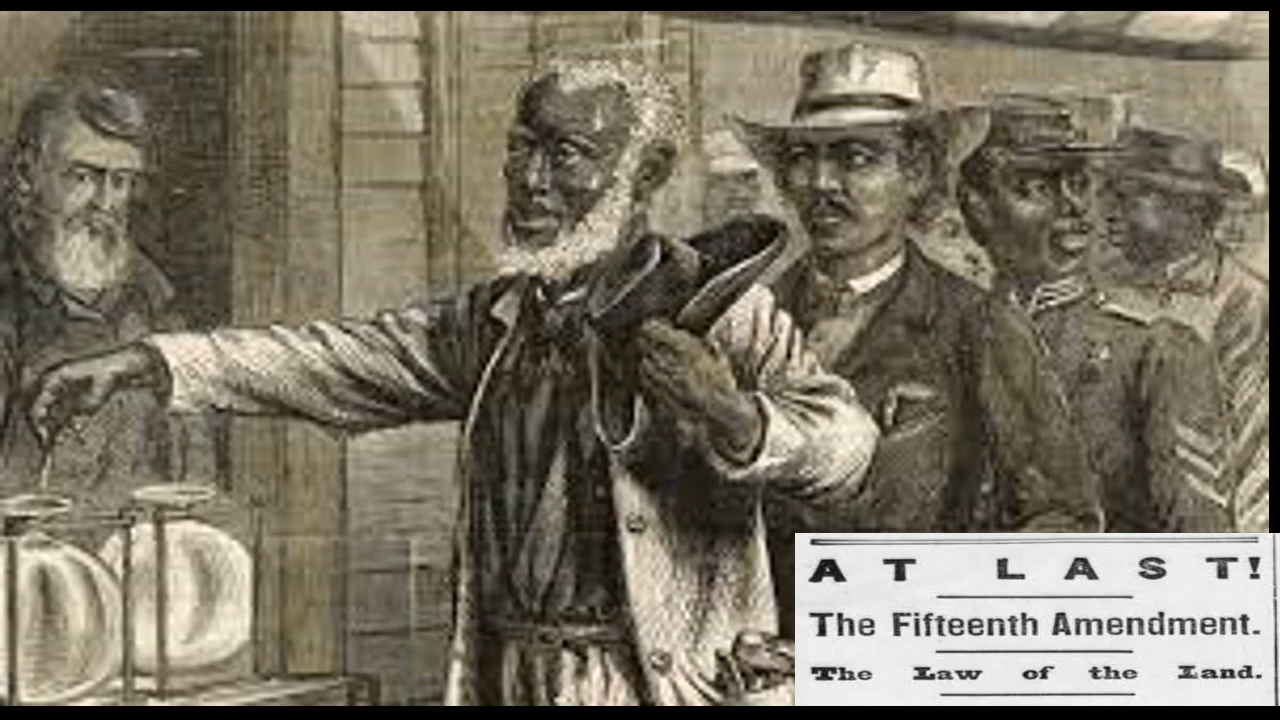 AT LAST!
The Fifteenth Amendment.
The Law of the Land.